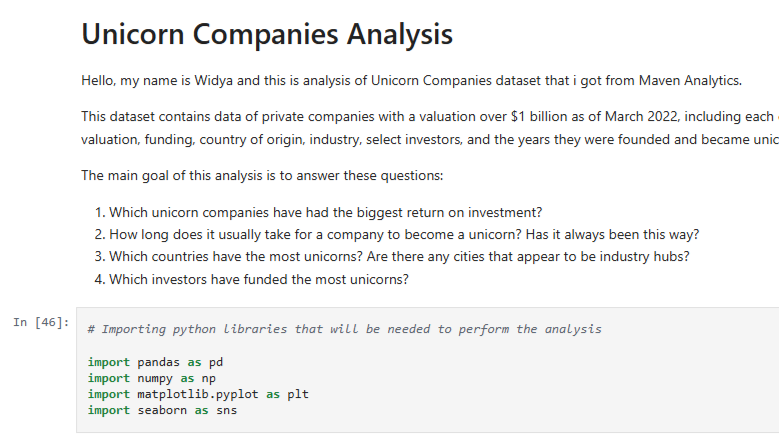 Unicorn Companies Analysis
Hello, my name is Widya and this is analysis of Unicorn Companies dataset that i got from Maven Analytics.
This dataset contains data of private companies with a valuation over $1 billion as of March 2022, including each
valuation, funding, country of origin, industry, select investors, and the years they were founded and became
The main goal of this analysis is to answer these questions:
1. Which unicorn companies have had the biggest return on investment?
2. How long does it usually take for a company to become a unicorn? Has it always been this way?
3. Which countries have the most unicorns? Are there any cities that appear to be industry hubs?
4. Which investors have funded the most unicorns?
In [46]:
# Importing python libraries that will be needed to perform the analysis
import pandas as pd
import numpy as np
import matplotlib.pyplot as plt
import seaborn as sns